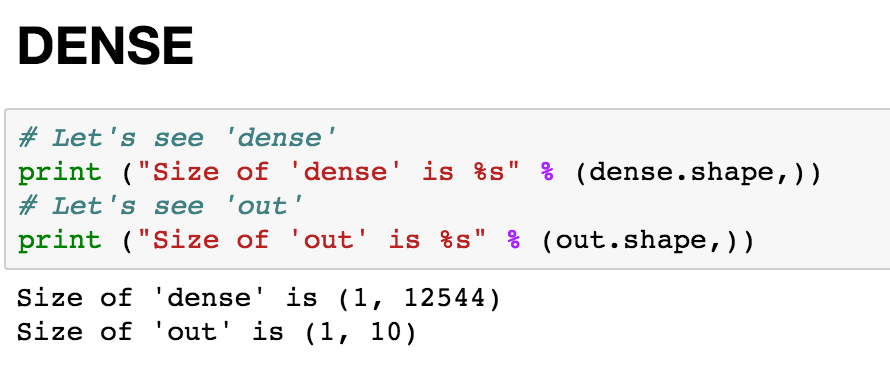 DENSE
# Let's see 'dense'
print ("Size of 'dense' is %s" % (dense.shape,))
# Let's see 'out'
print ("Size of 'out' is %s" % (out.shape,))
Size of 'dense' is (1, 12544)
Size of 'out' is (1, 10)